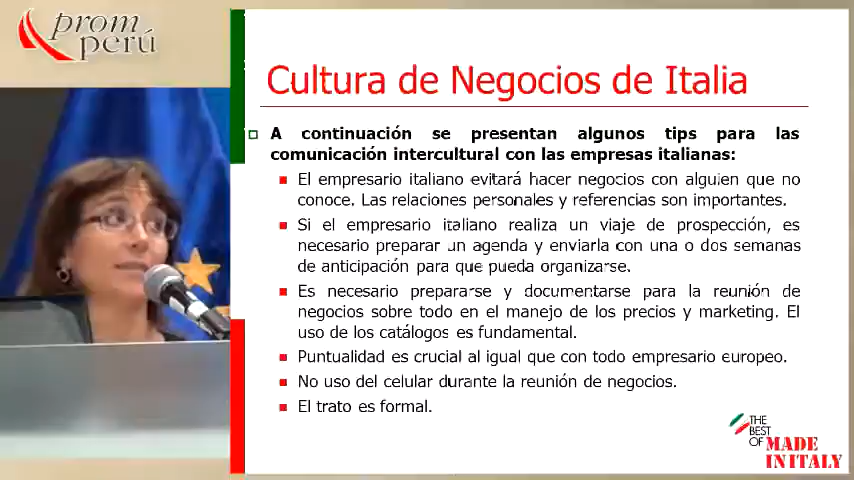 prom
perú
Cultura de Negocios de Italia
A continuación se presentan algunos tips para las
comunicación intercultural con las empresas italianas:
El empresario italiano evitará hacer negocios con alguien que no
conoce. Las relaciones personales y referencias son importantes.
Si el empresario italiano realiza un viaje de prospección, es
necesario preparar un agenda y enviarla con una o dos semanas
de anticipación para que pueda organizarse.
Es necesario prepararse y documentarse para la reunión de
negocios sobre todo en el manejo de los precios y marketing. El
uso de los catálogos es fundamental.
Puntualidad es crucial al igual que con todo empresario europeo.
No uso del celular durante la reunión de negocios.
El trato es formal.
THE
BEST
OF MADE
IN ITALY